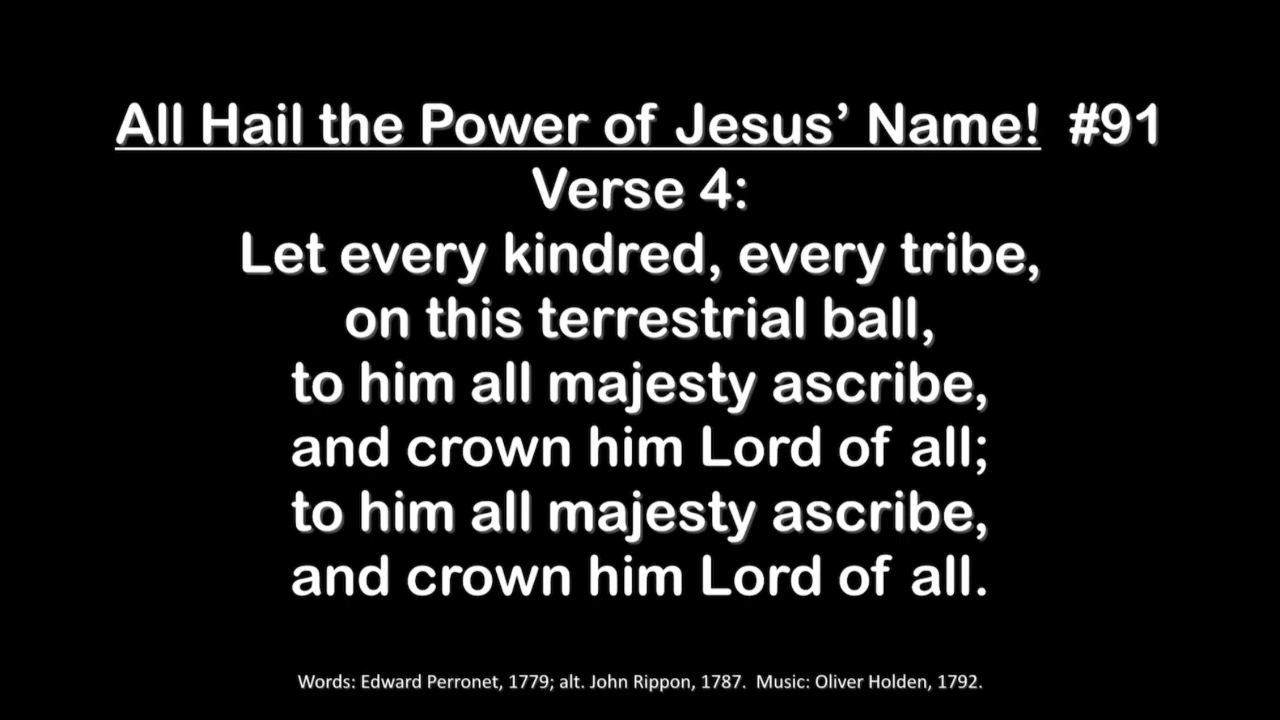 All Hail the Power of Jesus’ Name!  #91
Verse 4:
Let every kindred, every tribe,
on this terrestrial ball,
to him all majesty ascribe,
and crown him Lord of all;
to him all majesty ascribe,
and crown him Lord of all.
Words: Edward Perronet, 1779; alt. John Rippon, 1787.  Music: Oliver Holden, 1792.